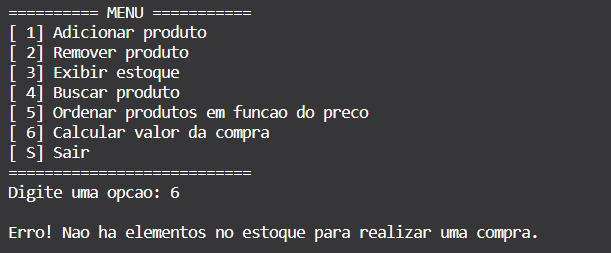 ========== MENU ===========
[ 1] Adicionar produto
[ 2] Remover produto
[ 3] Exibir estoque
[ 4] Buscar produto
[ 5] Ordenar produtos em funcao do preco
[ 6] Calcular valor da compra
[ S] Sair
===========================
Digite uma opcao: 6
Erro! Nao ha elementos no estoque para realizar uma compra.